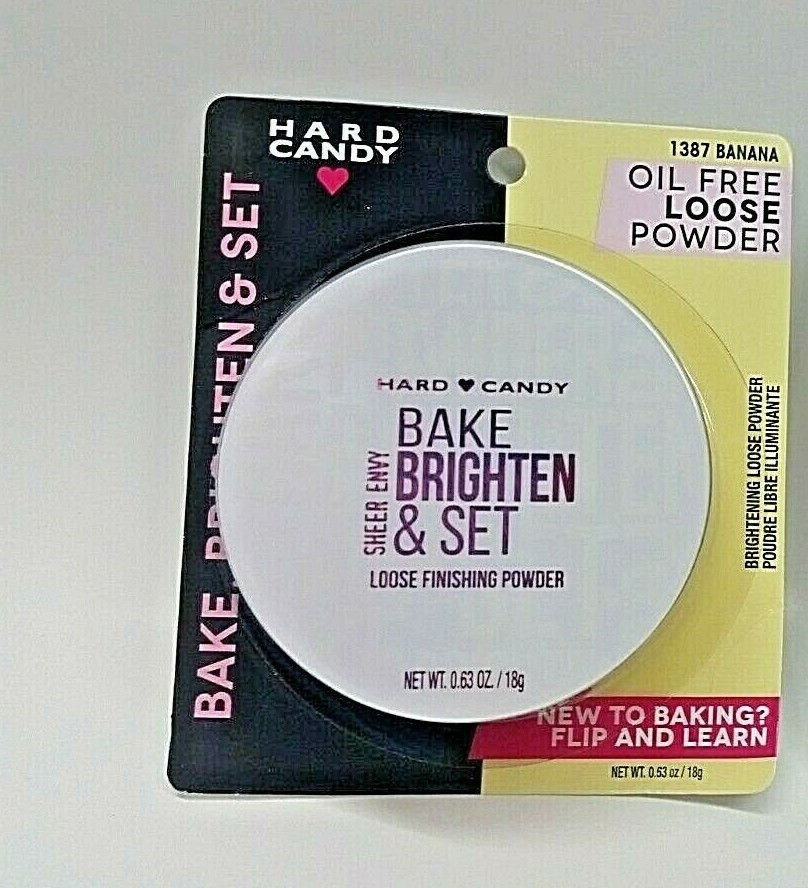 HARD
CANDY
BAKE, BRIGHTEN & SET
1387 BANANA
OIL FREE
LOOSE
POWDER
HARD CANDY
SHEER ENVY
BAKE
BRIGHTEN
& SET
LOOSE FINISHING POWDER
NET WT. 0.63 OZ. / 18g
BRIGHTENING LOOSE POWDER
POUDRE LIBRE ILLUMINANTE
NEW TO BAKING?
FLIP AND LEARN
NET WT. 0.63 oz / 18g